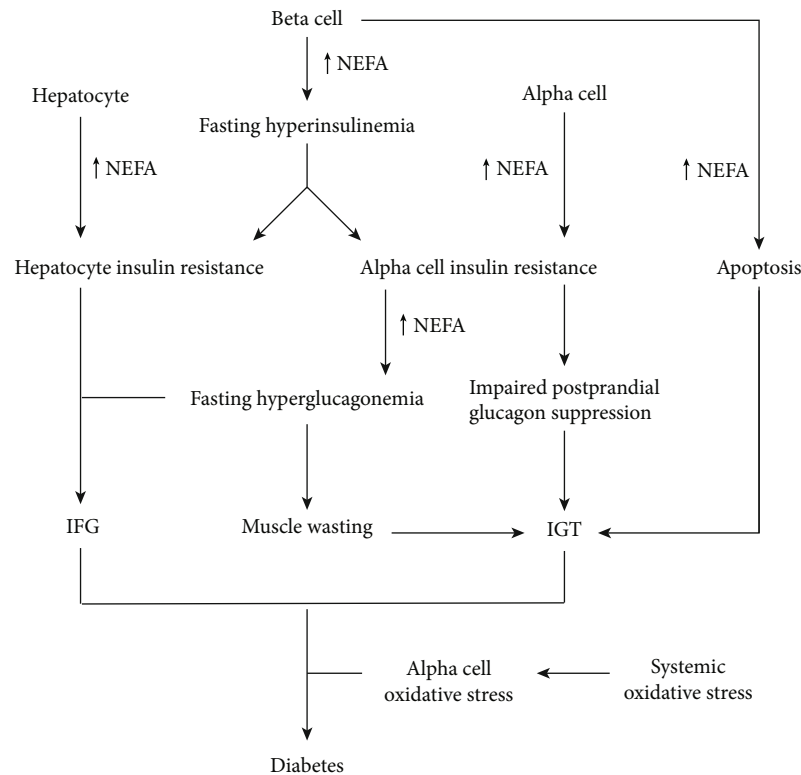 Beta cell
↑ NEFA
Hepatocyte
Alpha cell
Fasting hyperinsulinemia
↑ NEFA
↑ NEFA
↑ NEFA
Hepatocyte insulin resistance
Alpha cell insulin resistance
Apoptosis
↑ NEFA
Fasting hyperglucagonemia
Impaired postprandial
glucagon suppression
IFG
Muscle wasting
IGT
Alpha cell
oxidative stress
Systemic
oxidative stress
Diabetes